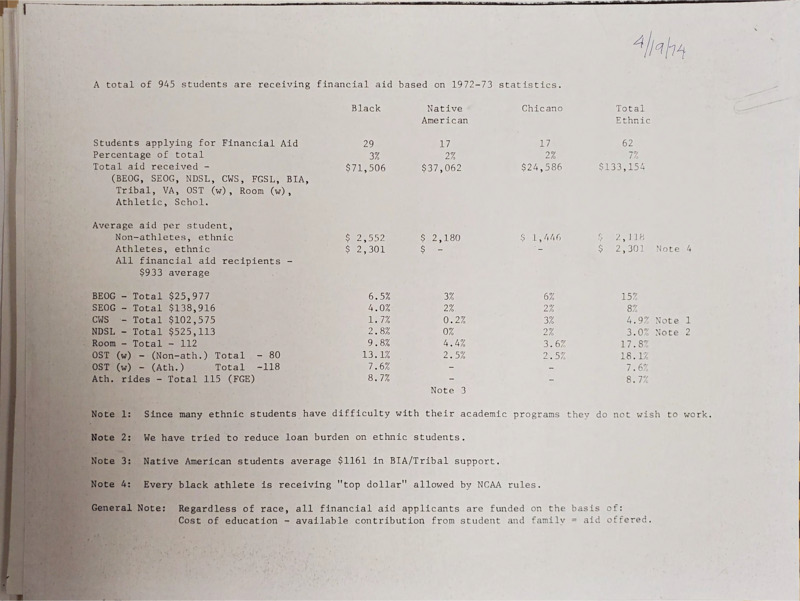 4/19/74
A total of 945 students are receiving financial aid based on 1972-73 statistics.
Black Native Chicano Total
American Ethnic
Students applying for Financial Aid 29 17 17 62
Percentage of total 3% 2% 2% 7%
Total aid received - $71,506 $37,062 $24,586 $133,154
(BEOG, SEOG, NDSL, CWS, FGSL, BIA,
Tribal, VA, OST (w), Room (w),
Athletic, Schol.
Average aid per student,
Non-athletes, ethnic $ 2,552 $ 2,180 $ 1,446 $ 2,118
Athletes, ethnic $ 2,301 $ - - $ 2,301 Note 4
All financial aid recipients -
$933 average
BEOG - Total $25,977 6.5% 3% 6% 15%
SEOG - Total $138,916 4.0% 2% 2% 8%
CWS - Total $102,575 1.7% 0.2% 3% 4.9% Note 1
NDSL - Total $525,113 2.8% 0% 2% 3.0% Note 2
Room - Total - 112 9.8% 4.4% 3.6% 17.8%
OST (w) - (Non-ath.) Total - 80 13.1% 2.5% 2.5% 18.1%
OST (w) - (Ath.) Total -118 7.6% - - 7.6%
Ath. rides - Total 115 (FGE) 8.7% - - 8.7%
Note 3
Note 1: Since many ethnic students have difficulty with their academic programs they do not wish to work.
Note 2: We have tried to reduce loan burden on ethnic students.
Note 3: Native American students average $1161 in BIA/Tribal support.
Note 4: Every black athlete is receiving "top dollar" allowed by NCAA rules.
General Note: Regardless of race, all financial aid applicants are funded on the basis of:
Cost of education - available contribution from student and family = aid offered.